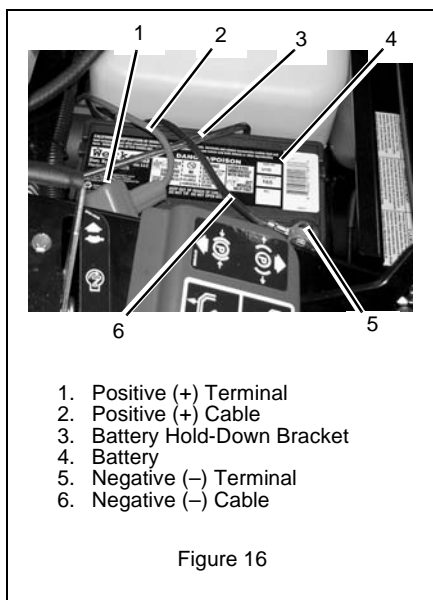 1
2
3
4
DANGER/POISON
6
5
1. Positive (+) Terminal
2. Positive (+) Cable
3. Battery Hold-Down Bracket
4. Battery
5. Negative (–) Terminal
6. Negative (–) Cable
Figure 16